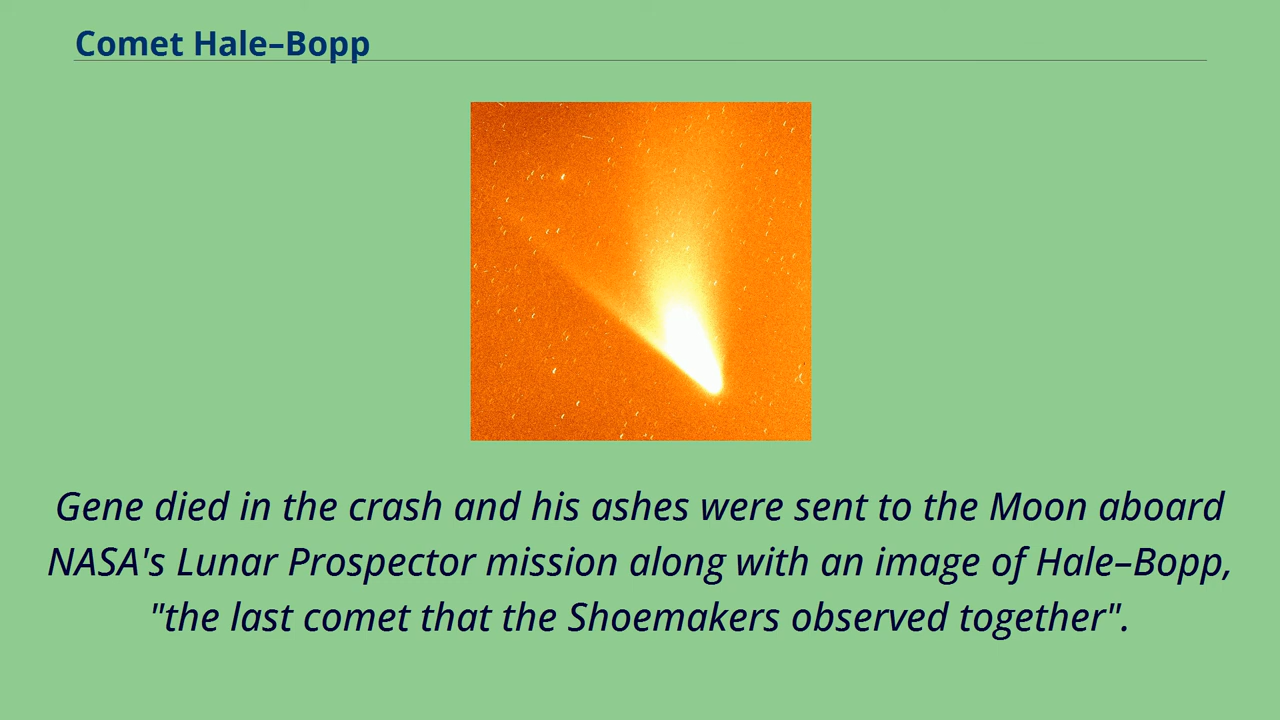 Comet Hale–Bopp
Gene died in the crash and his ashes were sent to the Moon aboard
NASA's Lunar Prospector mission along with an image of Hale–Bopp,
"the last comet that the Shoemakers observed together".